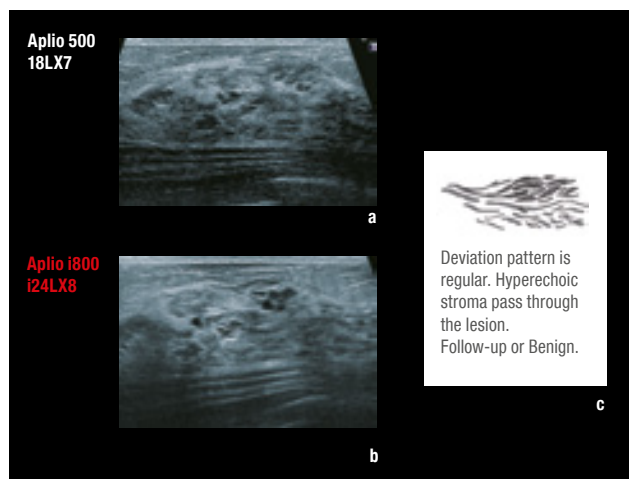 Aplio 500
18LX7
a
Aplio i800
i24LX8
b
Deviation pattern is
regular. Hyperechoic
stroma pass through
the lesion.
Follow-up or Benign.
c